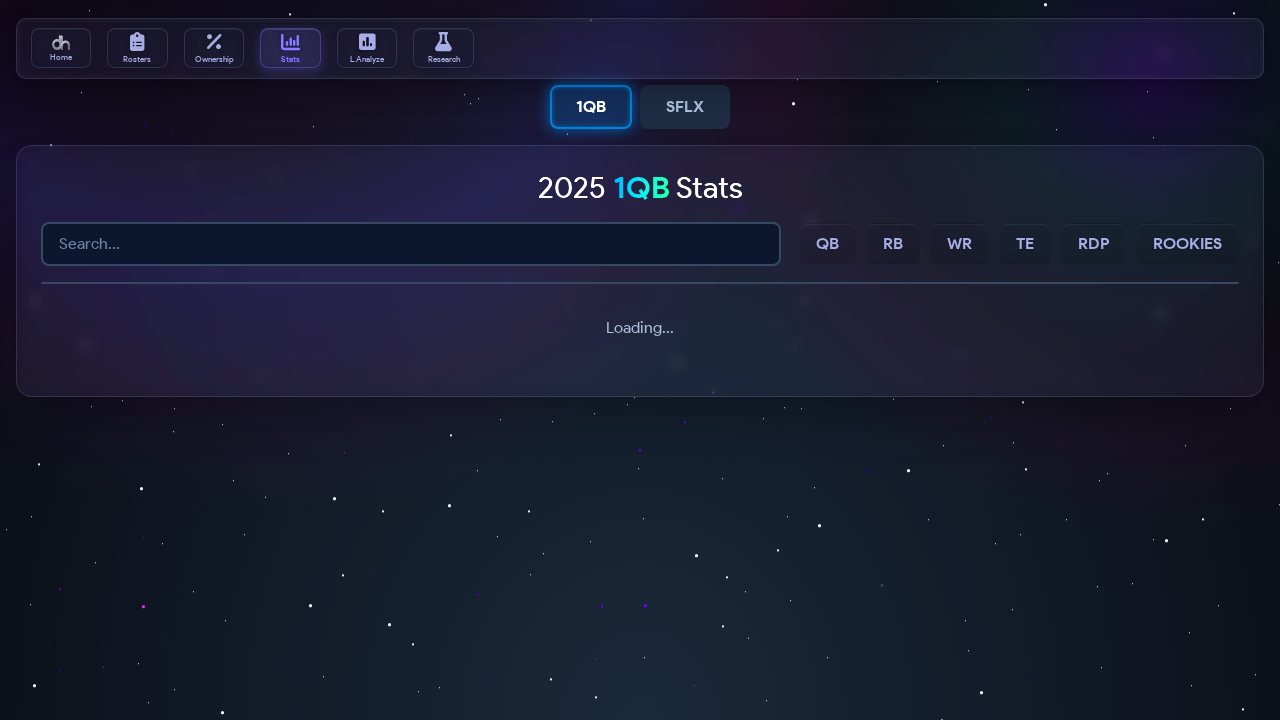 dh
Home
Rosters
Ownership
Stats
L.Analyze
Research
1QB
SFLX
2025 1QB Stats
Search...
QB
RB
WR
TE
RDP
ROOKIES
Loading...